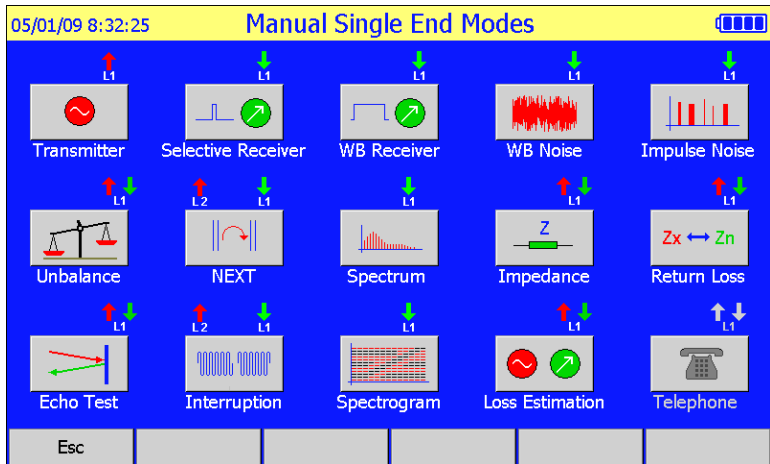 05/01/09 8:32:25 Manual Single End Modes
L1 L1 L1 L1 L1
Transmitter Selective Receiver WB Receiver WB Noise Impulse Noise
L1 L2 L1 L1 L1 L1
Z Zx Zn
Unbalance NEXT Spectrum Impedance Return Loss
L1 L2 L1 L1 L1 L1
Echo Test Interruption Spectrogram Loss Estimation Telephone
Esc